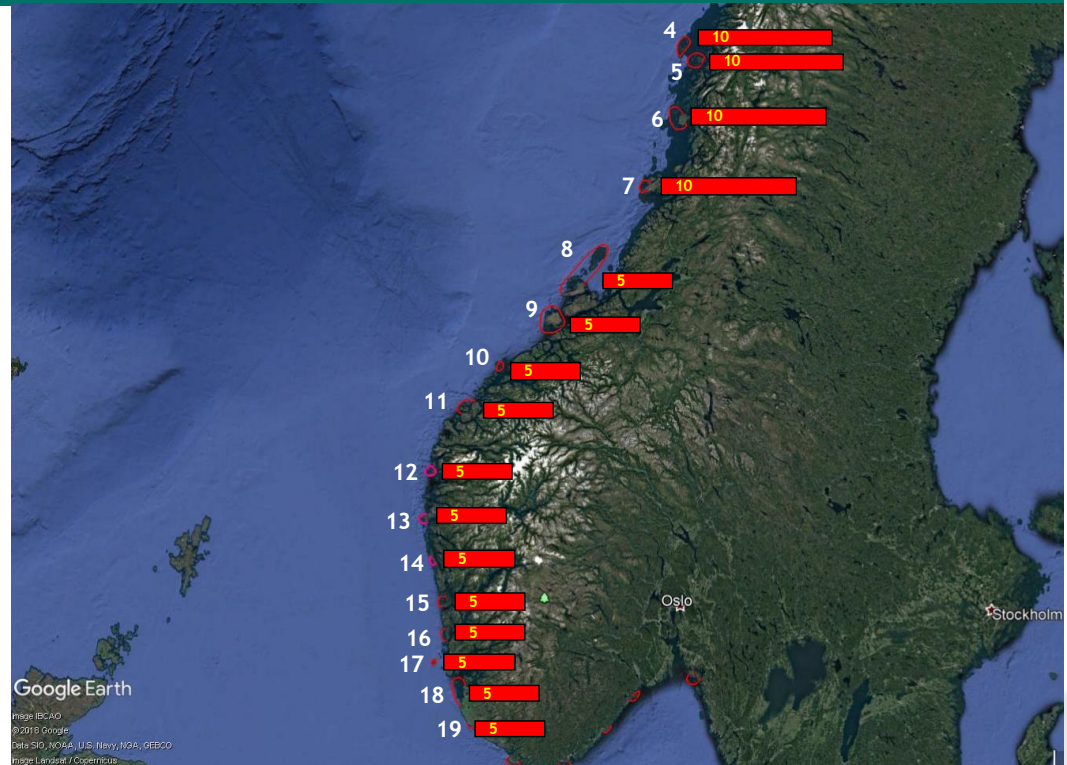 4 10
5 10
6 10
7 10
8 5
9 5
10 5
11 5
12 5
13 5
14 5
15 5
16 5
17 5
18 5
19 5
Oslo
Stockholm
Google Earth
Image IBCAO
©2018 Google
Data SIO, NOAA, U.S. Navy, NGA, GEBCO
Image Landsat / Copernicus